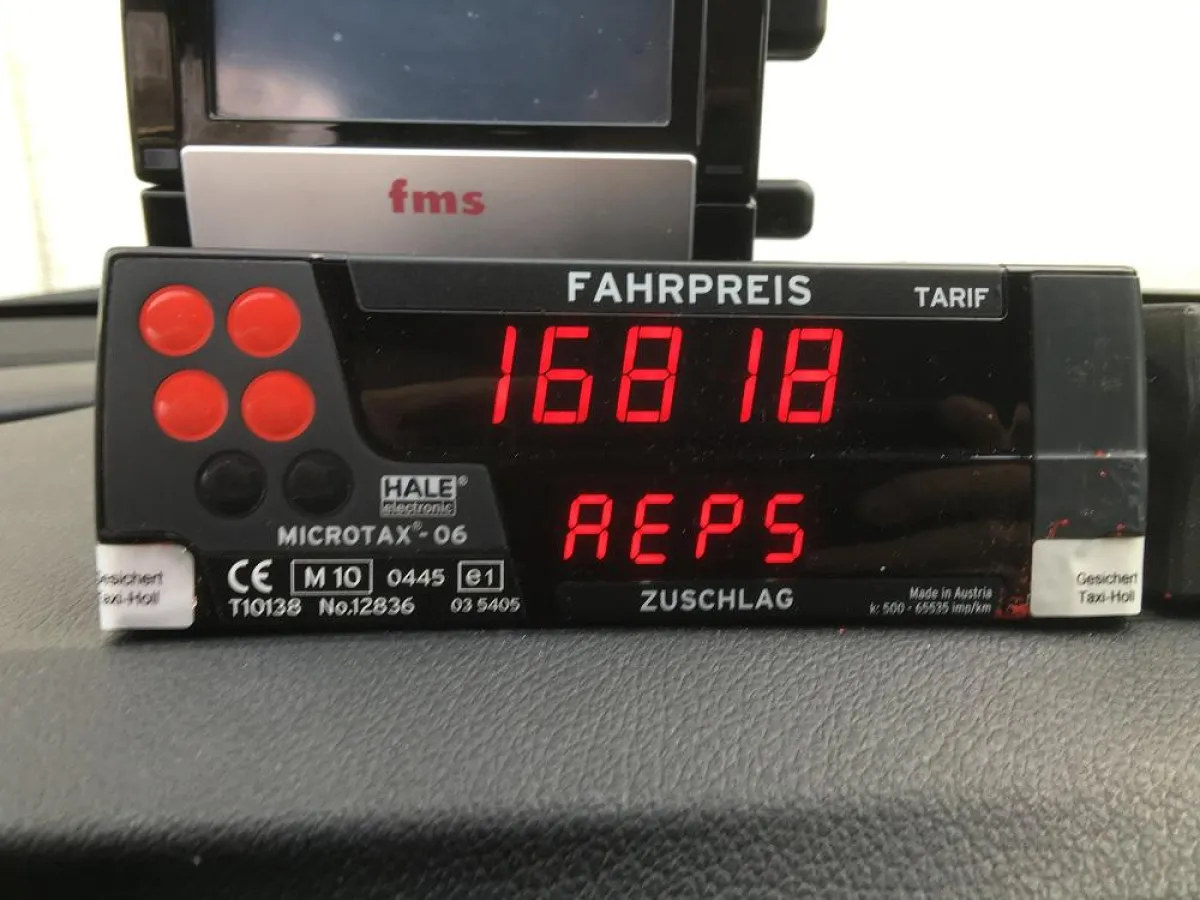 fms
FAHRPREIS TARIF
16818
HALE®
electronic
AEPS
MICROTAX®-06
CE M10 0445 e1
T10138 No.12836 03 5405
ZUSCHLAG
Made in Austria
k: 500 - 65535 imp/km
Gesichert
Taxi-Holl
Gesichert
Taxi-Holl